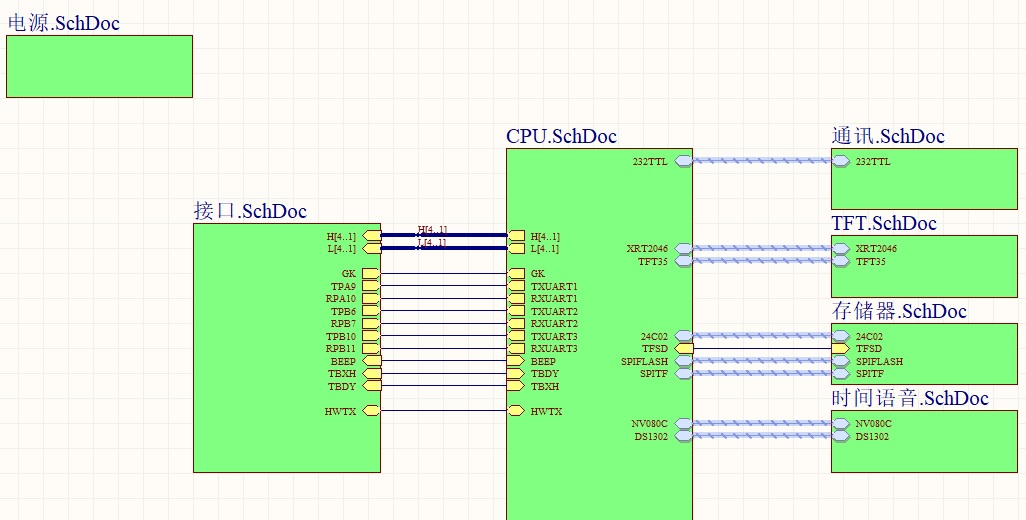 电源.SchDoc
CPU.SchDoc
通讯.SchDoc
232TTL
232TTL
接口.SchDoc
TFT.SchDoc
H[4..1]
H[4..1]
H[4..1]
L[4..1]
L[4..1]
L[4..1]
XRT2046
XRT2046
TFT35
TFT35
GK
GK
TPA9
TXUART1
RPA10
RXUART1
TPB6
TXUART2
RPB7
RXUART2
TPB10
TXUART3
RPB11
RXUART3
BEEP
BEEP
TBXH
TBDY
TBDY
TBXH
HWTX
HWTX
存储器.SchDoc
24C02
24C02
TFSD
TFSD
SPIFLASH
SPIFLASH
SPITF
SPITF
时间语音.SchDoc
NV080C
NV080C
DS1302
DS1302